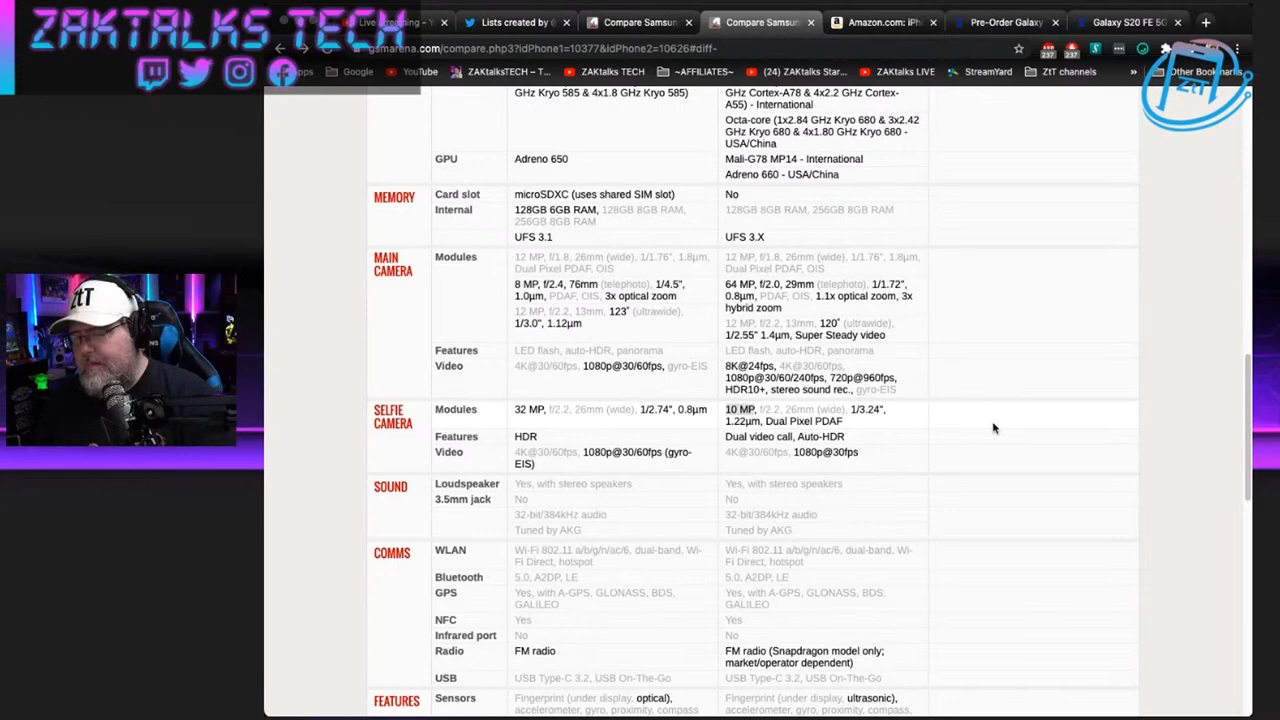 ZAKTALKS TECH
Live streaming - Y
Lists created by @
Compare Samsun
Compare Samsun
Amazon.com: iPh
Pre-Order Galaxy
Galaxy S20 FE 5G
gsmarena.com/compare.php3?idPhone1=10377&idPhone2=10626#diff-
237
237
Google
YouTube
ZAKtalksTECH – T...
ZAKtalks TECH
~AFFILIATES~
(24) ZAKtalks Star...
ZAKtalks LIVE
StreamYard
ZtT channels
»
Other Bookmarks
ZtT
GHz Kryo 585 & 4x1.8 GHz Kryo 585)
GHz Cortex-A78 & 4x2.2 GHz Cortex-
A55) - International
Octa-core (1x2.84 GHz Kryo 680 & 3x2.42
GHz Kryo 680 & 4x1.80 GHz Kryo 680 -
USA/China
GPU
Adreno 650
Mali-G78 MP14 - International
Adreno 660 - USA/China
MEMORY
Card slot
microSDXC (uses shared SIM slot)
No
Internal
128GB 6GB RAM, 128GB 8GB RAM,
256GB 8GB RAM
128GB 8GB RAM, 256GB 8GB RAM
UFS 3.1
UFS 3.X
MAIN
CAMERA
Modules
12 MP, f/1.8, 26mm (wide), 1/1.76", 1.8µm,
Dual Pixel PDAF, OIS
12 MP, f/1.8, 26mm (wide), 1/1.76", 1.8µm,
Dual Pixel PDAF, OIS
8 MP, f/2.4, 76mm (telephoto), 1/4.5",
1.0µm, PDAF, OIS, 3x optical zoom
64 MP, f/2.0, 29mm (telephoto), 1/1.72",
0.8µm, PDAF, OIS, 1.1x optical zoom, 3x
hybrid zoom
12 MP, f/2.2, 13mm, 123˚ (ultrawide),
1/3.0", 1.12µm
12 MP, f/2.2, 13mm, 120˚ (ultrawide),
1/2.55" 1.4µm, Super Steady video
Features
LED flash, auto-HDR, panorama
LED flash, auto-HDR, panorama
Video
4K@30/60fps, 1080p@30/60fps, gyro-EIS
8K@24fps, 4K@30/60fps,
1080p@30/60/240fps, 720p@960fps,
HDR10+, stereo sound rec., gyro-EIS
SELFIE
CAMERA
Modules
32 MP, f/2.2, 26mm (wide), 1/2.74", 0.8µm
10 MP, f/2.2, 26mm (wide), 1/3.24",
1.22µm, Dual Pixel PDAF
Features
HDR
Dual video call, Auto-HDR
Video
4K@30/60fps, 1080p@30/60fps (gyro-
EIS)
4K@30/60fps, 1080p@30fps
SOUND
Loudspeaker
Yes, with stereo speakers
Yes, with stereo speakers
3.5mm jack
No
No
32-bit/384kHz audio
32-bit/384kHz audio
Tuned by AKG
Tuned by AKG
COMMS
WLAN
Wi-Fi 802.11 a/b/g/n/ac/6, dual-band, Wi-
Fi Direct, hotspot
Wi-Fi 802.11 a/b/g/n/ac/6, dual-band, Wi-
Fi Direct, hotspot
Bluetooth
5.0, A2DP, LE
5.0, A2DP, LE
GPS
Yes, with A-GPS, GLONASS, BDS,
GALILEO
Yes, with A-GPS, GLONASS, BDS,
GALILEO
NFC
Yes
Yes
Infrared port
No
No
Radio
FM radio
FM radio (Snapdragon model only;
market/operator dependent)
USB
USB Type-C 3.2, USB On-The-Go
USB Type-C 3.2, USB On-The-Go
FEATURES
Sensors
Fingerprint (under display, optical),
accelerometer, gyro, proximity, compass
Fingerprint (under display, ultrasonic),
accelerometer, gyro, proximity, compass,
ZtT